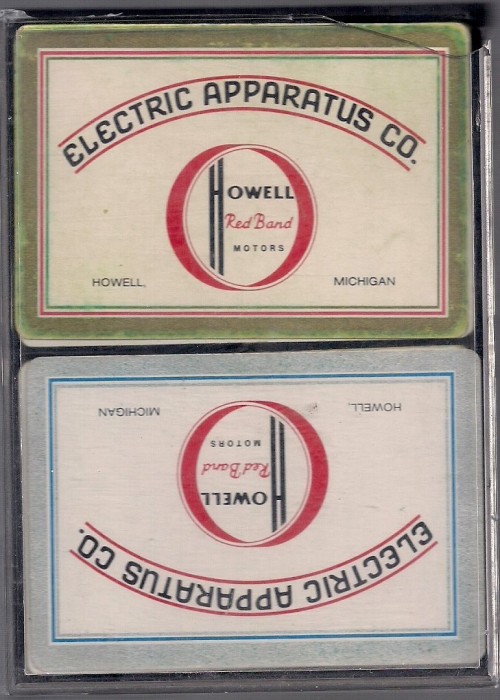 ELECTRIC APPARATUS CO.
HOWELL
Red Band
MOTORS
HOWELL, MICHIGAN
ELECTRIC APPARATUS CO.
HOWELL
Red Band
MOTORS
HOWELL, MICHIGAN